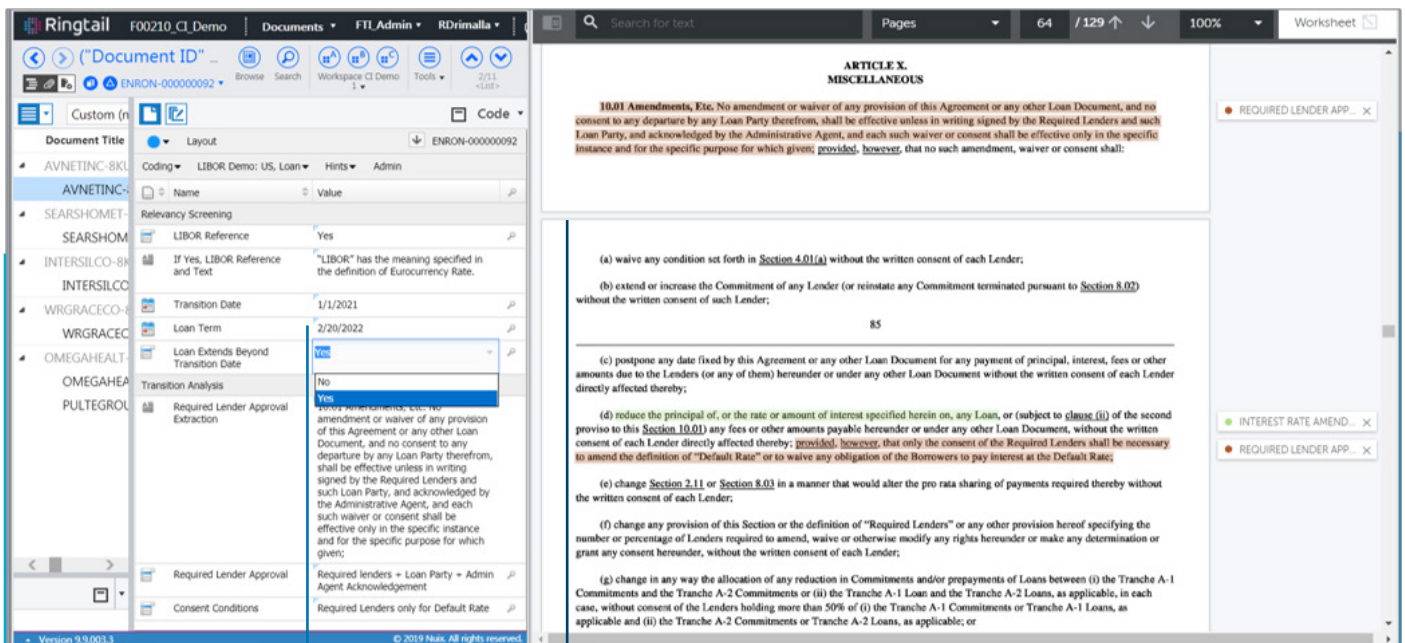 Ringtail F00210_CI_Demo Documents FTI_Admin RDrimalla
("Document ID" _
Browse Search Workspace CI Demo 1 Tools 2/11 <List>
ENRON-000000092
Custom (n
Document Title
AVNETINC-8KU
AVNETINC-8
SEARSHOMET-
SEARSHOM
INTERSILCO-8K
INTERSILCO
WRGRACECO-8
WRGRACEC
OMEGAHEALT-
OMEGAHEA
PULTEGROU
Code
Layout ENRON-000000092
Coding LIBOR Demo: US, Loan Hints Admin
Name Value
Relevancy Screening
LIBOR Reference Yes
If Yes, LIBOR Reference and Text
"LIBOR" has the meaning specified in
the definition of Eurocurrency Rate.
Transition Date 1/1/2021
Loan Term 2/20/2022
Loan Extends Beyond Transition Date
Yes
No
Yes
Transition Analysis
Required Lender Approval Extraction
10.01 Amendments, Etc. No
amendment or waiver of any provision
of this Agreement or any other Loan
Document, and no consent to any
departure by any Loan Party therefrom,
shall be effective unless in writing
signed by the Required Lenders and
such Loan Party, and acknowledged by
the Administrative Agent, and each
such waiver or consent shall be
effective only in the specific instance
and for the specific purpose for which
given;
Required Lender Approval
Required lenders + Loan Party + Admin
Agent Acknowledgement
Consent Conditions Required Lenders only for Default Rate
Version 9.9.003.3 © 2019 Nuix. All rights reserved.
Search for text Pages 64 / 129 100% Worksheet
ARTICLE X.
MISCELLANEOUS
10.01 Amendments, Etc. No amendment or waiver of any provision of this Agreement or any other Loan Document, and no
consent to any departure by any Loan Party therefrom, shall be effective unless in writing signed by the Required Lenders and such
Loan Party, and acknowledged by the Administrative Agent, and each such waiver or consent shall be effective only in the specific
instance and for the specific purpose for which given; provided, however, that no such amendment, waiver or consent shall:
REQUIRED LENDER APP...
(a) waive any condition set forth in Section 4.01(a) without the written consent of each Lender;
(b) extend or increase the Commitment of any Lender (or reinstate any Commitment terminated pursuant to Section 8.02)
without the written consent of such Lender;
85
(c) postpone any date fixed by this Agreement or any other Loan Document for any payment of principal, interest, fees or other
amounts due to the Lenders (or any of them) hereunder or under any other Loan Document without the written consent of each Lender
directly affected thereby;
(d) reduce the principal of, or the rate or amount of interest specified herein on, any Loan, or (subject to clause (ii) of the second
proviso to this Section 10.01) any fees or other amounts payable hereunder or under any other Loan Document, without the written
consent of each Lender directly affected thereby; provided, however, that only the consent of the Required Lenders shall be necessary
to amend the definition of "Default Rate" or to waive any obligation of the Borrowers to pay interest at the Default Rate;
INTEREST RATE AMEND...
REQUIRED LENDER APP...
(e) change Section 2.11 or Section 8.03 in a manner that would alter the pro rata sharing of payments required thereby without
the written consent of each Lender;
(f) change any provision of this Section or the definition of "Required Lenders" or any other provision hereof specifying the
number or percentage of Lenders required to amend, waive or otherwise modify any rights hereunder or make any determination or
grant any consent hereunder, without the written consent of each Lender;
(g) change in any way the allocation of any reduction in Commitments and/or prepayments of Loans between (i) the Tranche A-1
Commitments and the Tranche A-2 Commitments or (ii) the Tranche A-1 Loan and the Tranche A-2 Loans, as applicable, in each
case, without consent of the Lenders holding more than 50% of (i) the Tranche A-1 Commitments or Tranche A-1 Loans, as
applicable and (ii) the Tranche A-2 Commitments or Tranche A-2 Loans, as applicable; or